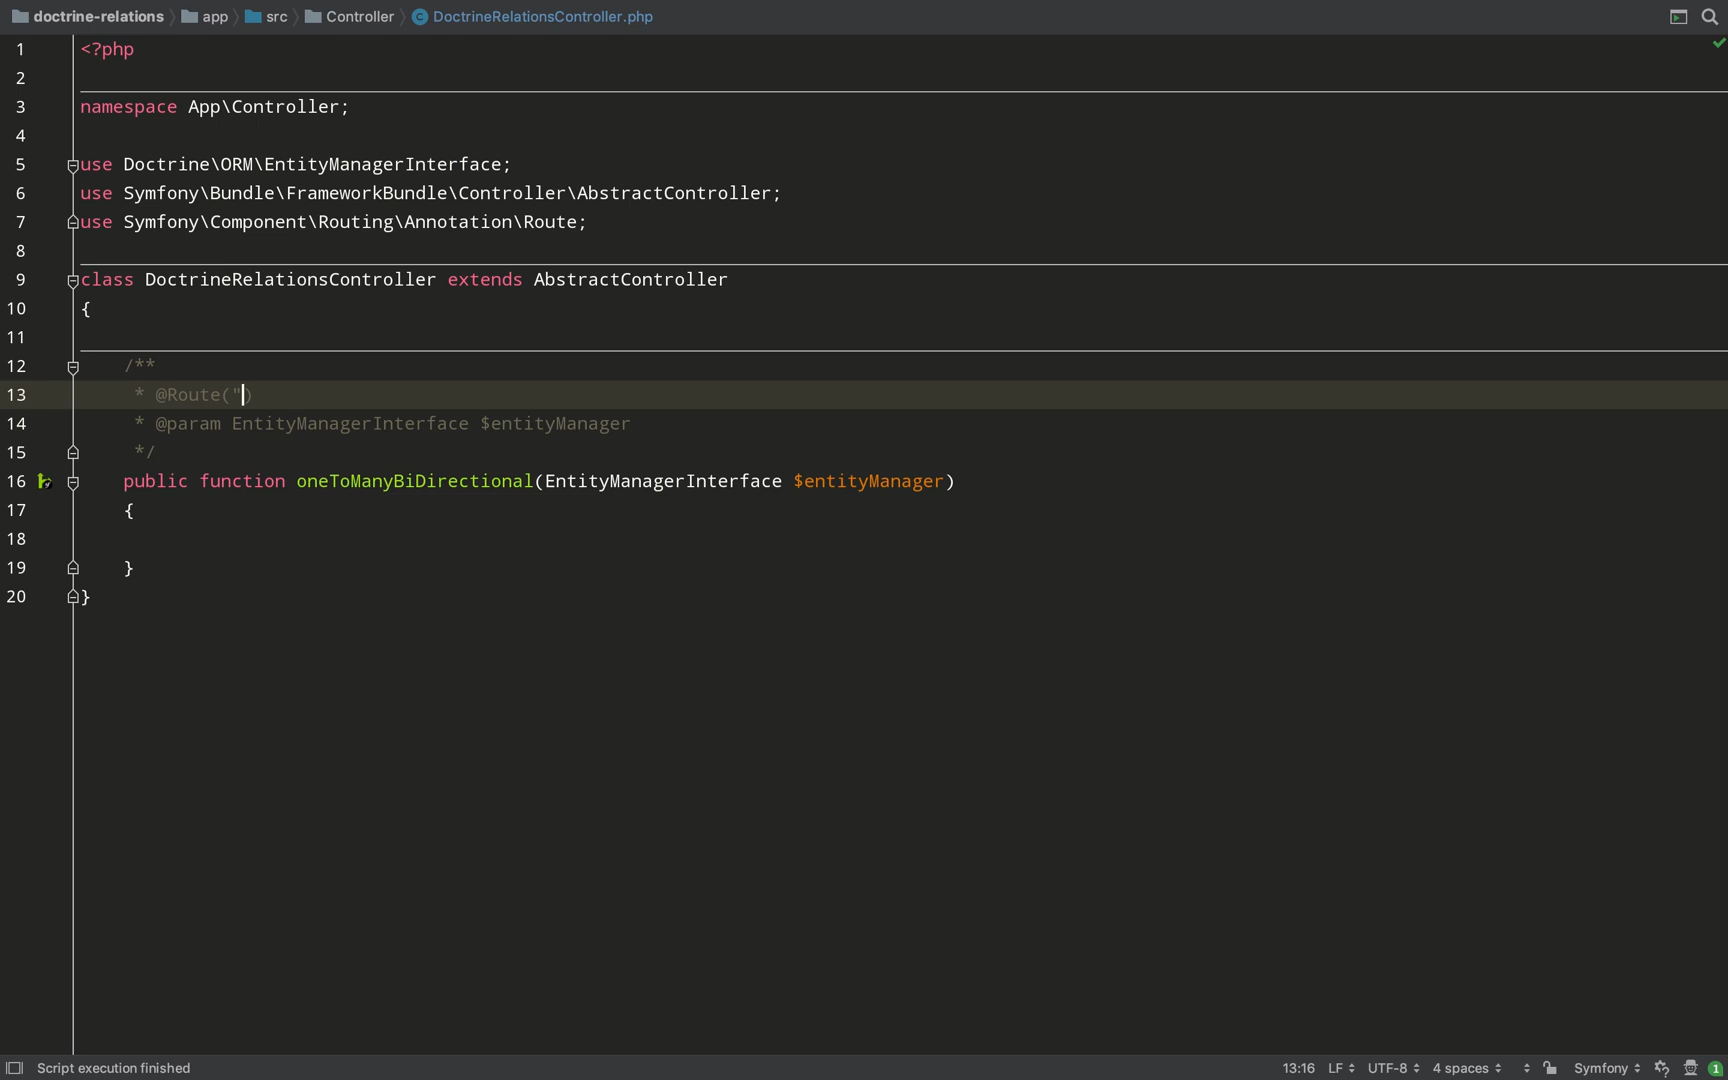 doctrine-relations app src Controller DoctrineRelationsController.php
1 <?php
2
3 namespace App\Controller;
4
5 use Doctrine\ORM\EntityManagerInterface;
6 use Symfony\Bundle\FrameworkBundle\Controller\AbstractController;
7 use Symfony\Component\Routing\Annotation\Route;
8
9 class DoctrineRelationsController extends AbstractController
10 {
11
12 /**
13 * @Route(")
14 * @param EntityManagerInterface $entityManager
15 */
16 public function oneToManyBiDirectional(EntityManagerInterface $entityManager)
17 {
18
19 }
20 }
Script execution finished 13:16 LF UTF-8 4 spaces Symfony 1